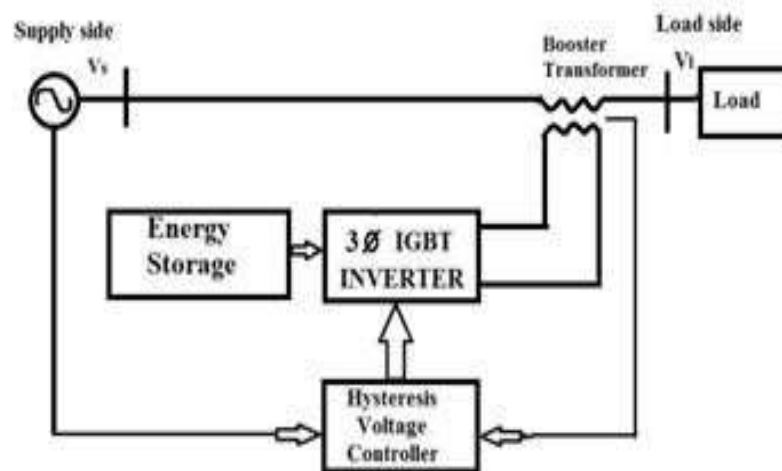 Supply side
Vs
Booster
Transformer
Load side
Vl
Load
Energy
Storage
3Ø IGBT
INVERTER
Hysteresis
Voltage
Controller